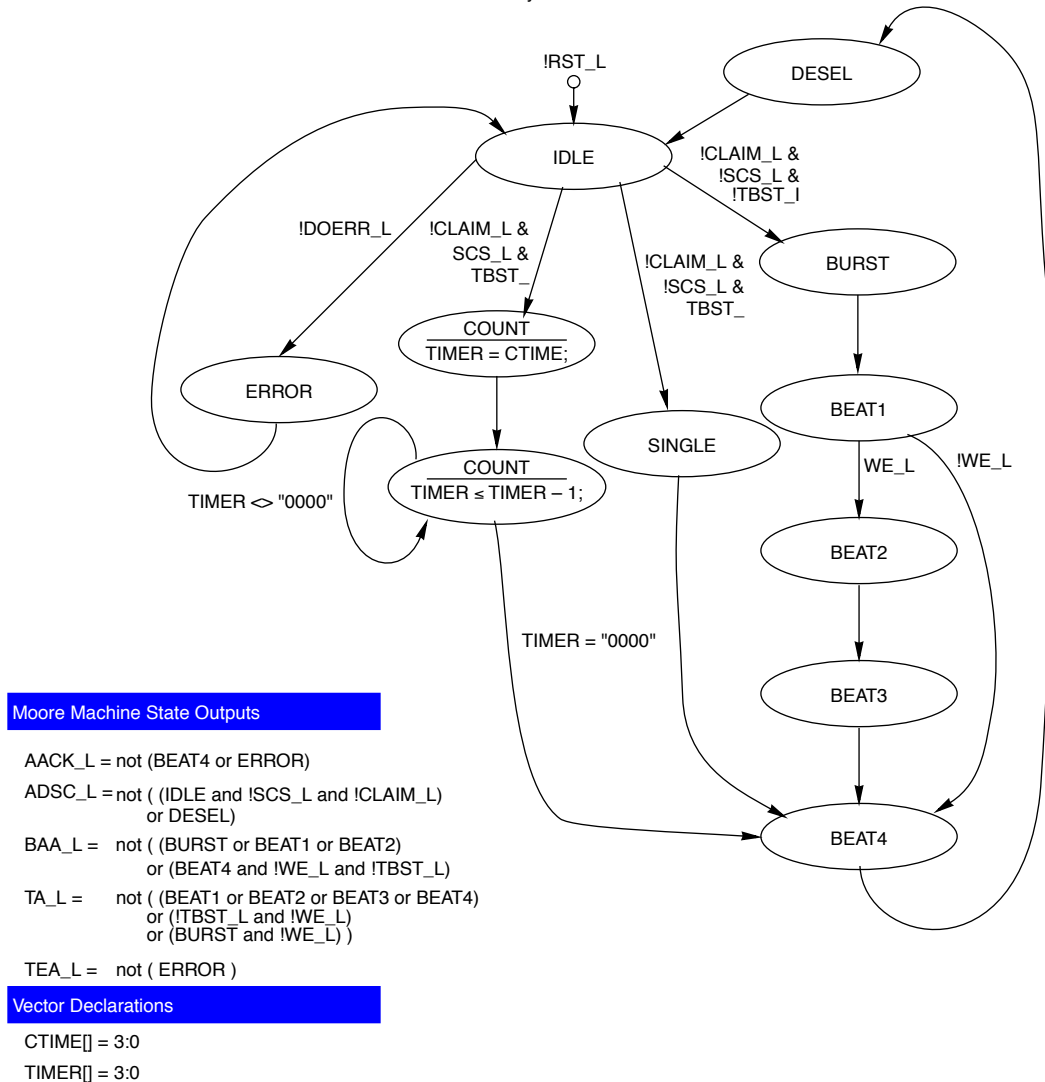 !RST_L
DESEL
IDLE
!CLAIM_L &
!SCS_L &
!TBST_I
!DOERR_L
!CLAIM_L &
SCS_L &
TBST_
!CLAIM_L &
!SCS_L &
TBST_
BURST
COUNT
TIMER = CTIME;
ERROR
BEAT1
SINGLE
WE_L
!WE_L
COUNT
TIMER ≤ TIMER – 1;
TIMER <> "0000"
BEAT2
TIMER = "0000"
BEAT3
BEAT4
Moore Machine State Outputs
AACK_L = not (BEAT4 or ERROR)
ADSC_L = not ( (IDLE and !SCS_L and !CLAIM_L)
or DESEL)
BAA_L = not ( (BURST or BEAT1 or BEAT2)
or (BEAT4 and !WE_L and !TBST_L)
TA_L = not ( (BEAT1 or BEAT2 or BEAT3 or BEAT4)
or (!TBST_L and !WE_L)
or (BURST and !WE_L) )
TEA_L = not ( ERROR )
Vector Declarations
CTIME[] = 3:0
TIMER[] = 3:0